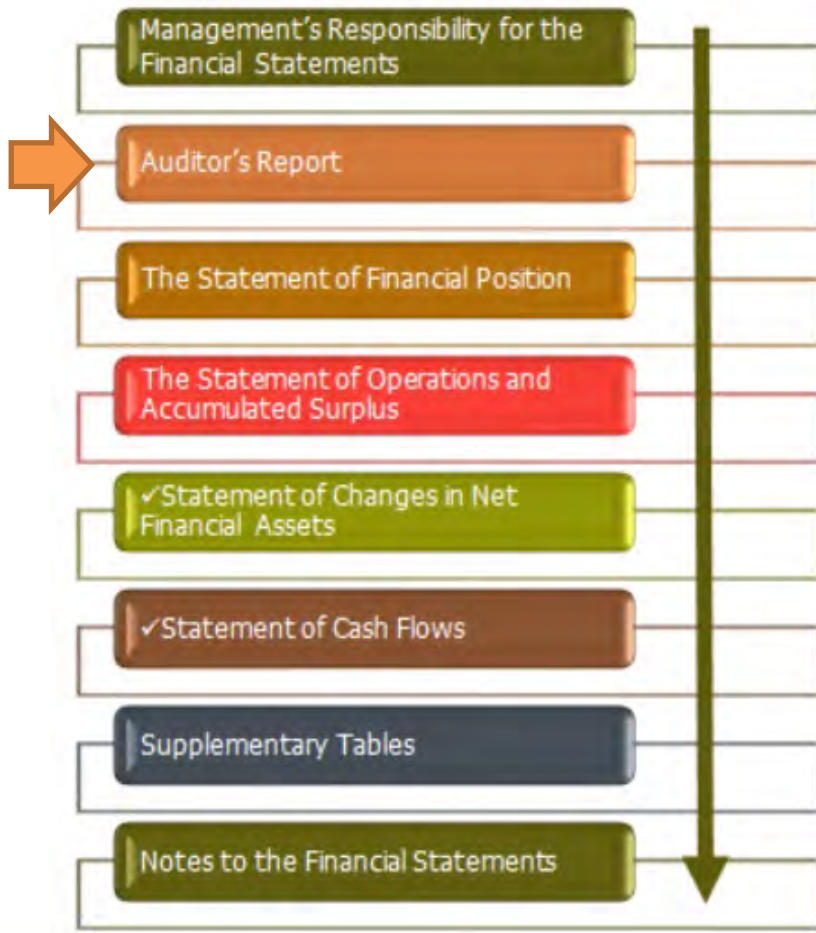 Management’s Responsibility for the
Financial Statements
Auditor’s Report
The Statement of Financial Position
The Statement of Operations and
Accumulated Surplus
✓Statement of Changes in Net
Financial Assets
✓Statement of Cash Flows
Supplementary Tables
Notes to the Financial Statements